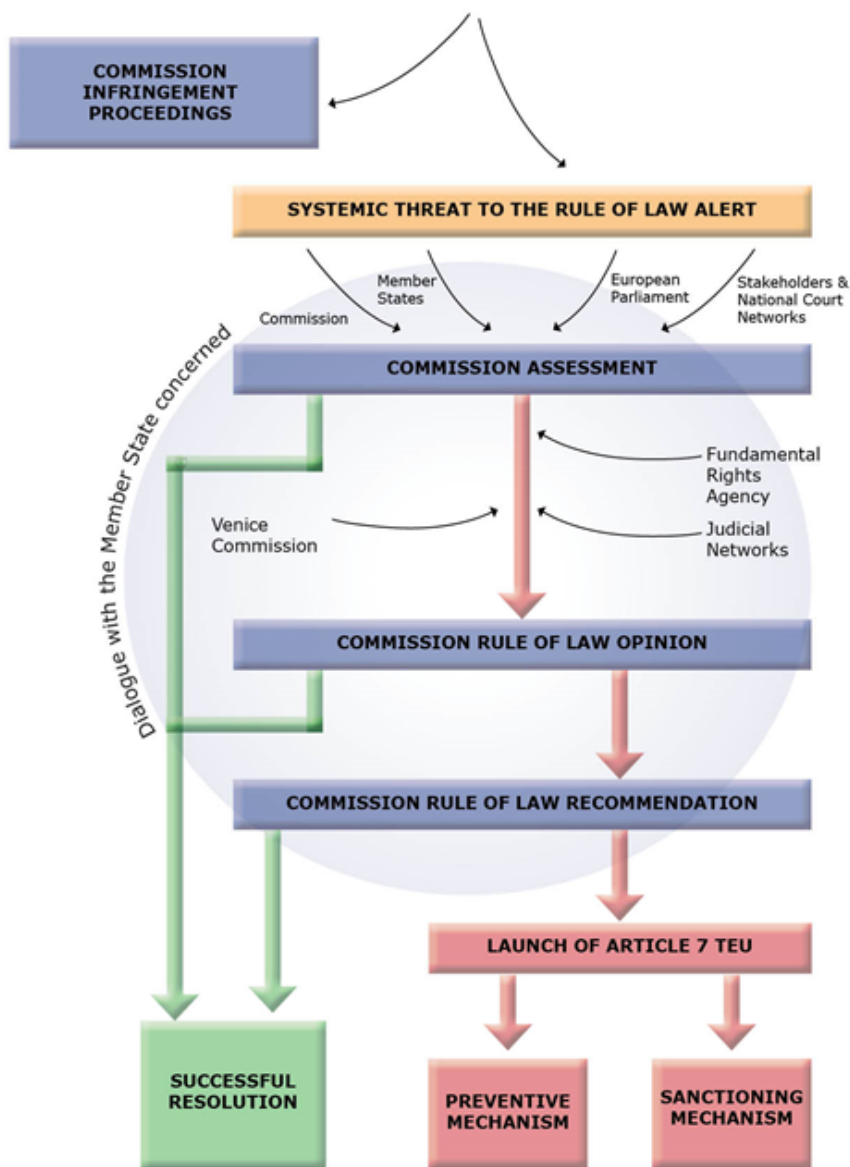 COMMISSION
INFRINGEMENT
PROCEEDINGS
SYSTEMIC THREAT TO THE RULE OF LAW ALERT
Commission
Member
States
European
Parliament
Stakeholders &
National Court
Networks
Dialogue with the Member State concerned
COMMISSION ASSESSMENT
Fundamental
Rights
Agency
Venice
Commission
Judicial
Networks
COMMISSION RULE OF LAW OPINION
COMMISSION RULE OF LAW RECOMMENDATION
LAUNCH OF ARTICLE 7 TEU
SUCCESSFUL
RESOLUTION
PREVENTIVE
MECHANISM
SANCTIONING
MECHANISM